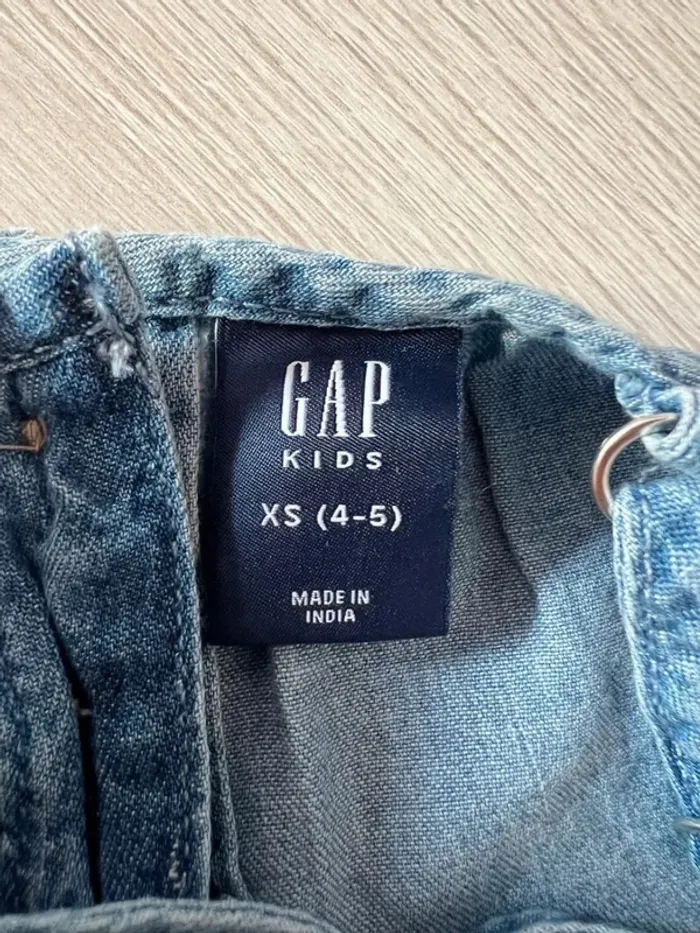 GAP
KIDS
XS (4-5)
MADE IN
INDIA